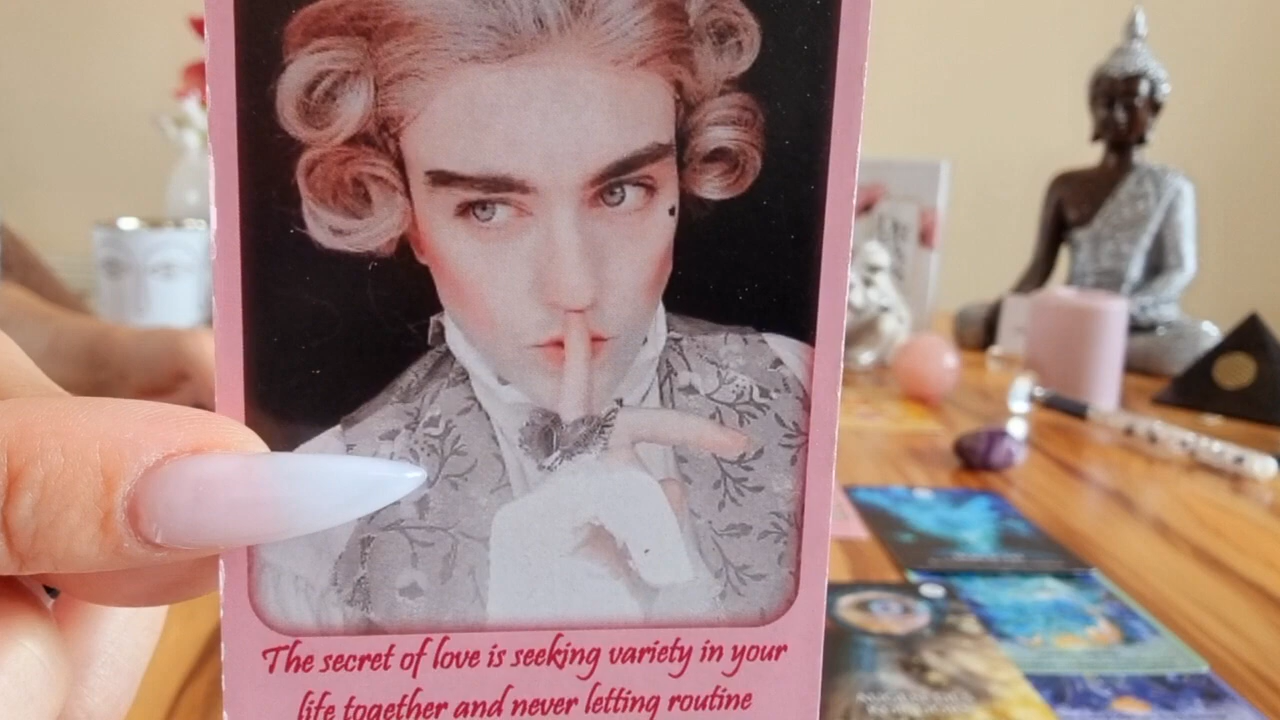 The secret of love is seeking variety in your
life together and never letting routine